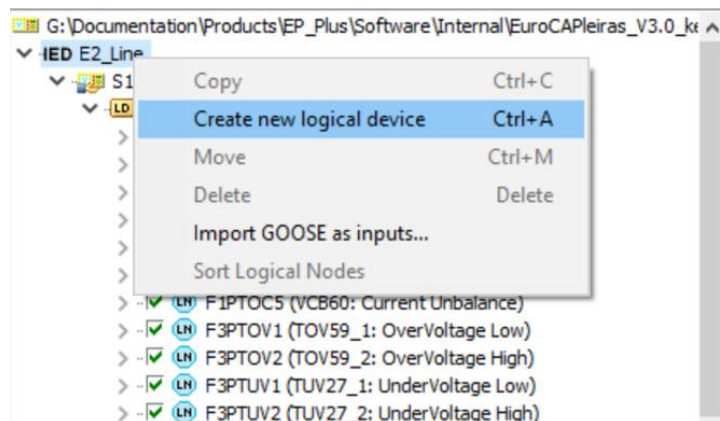 G:\Documentation\Products\EP_Plus\Software\Internal\EuroCAPleiras_V3.0_ke
IED E2_Line
S1
LD
Copy Ctrl+C
Create new logical device Ctrl+A
Move Ctrl+M
Delete Delete
Import GOOSE as inputs...
Sort Logical Nodes
LN F1PTOC5 (VCB60: Current Unbalance)
LN F3PTOV1 (TOV59_1: OverVoltage Low)
LN F3PTOV2 (TOV59_2: OverVoltage High)
LN F3PTUV1 (TUV27_1: UnderVoltage Low)
LN F3PTUV2 (TUV27_2: UnderVoltage High)